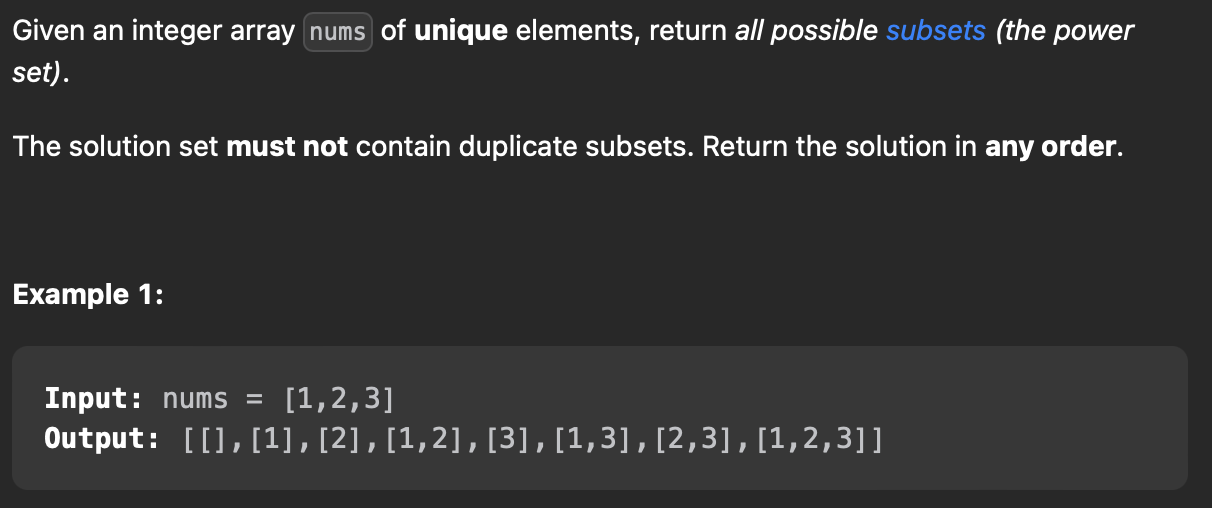 Given an integer array nums of unique elements, return all possible subsets (the power
set).
The solution set must not contain duplicate subsets. Return the solution in any order.
Example 1:
Input: nums = [1,2,3]
Output: [[],[1],[2],[1,2],[3],[1,3],[2,3],[1,2,3]]